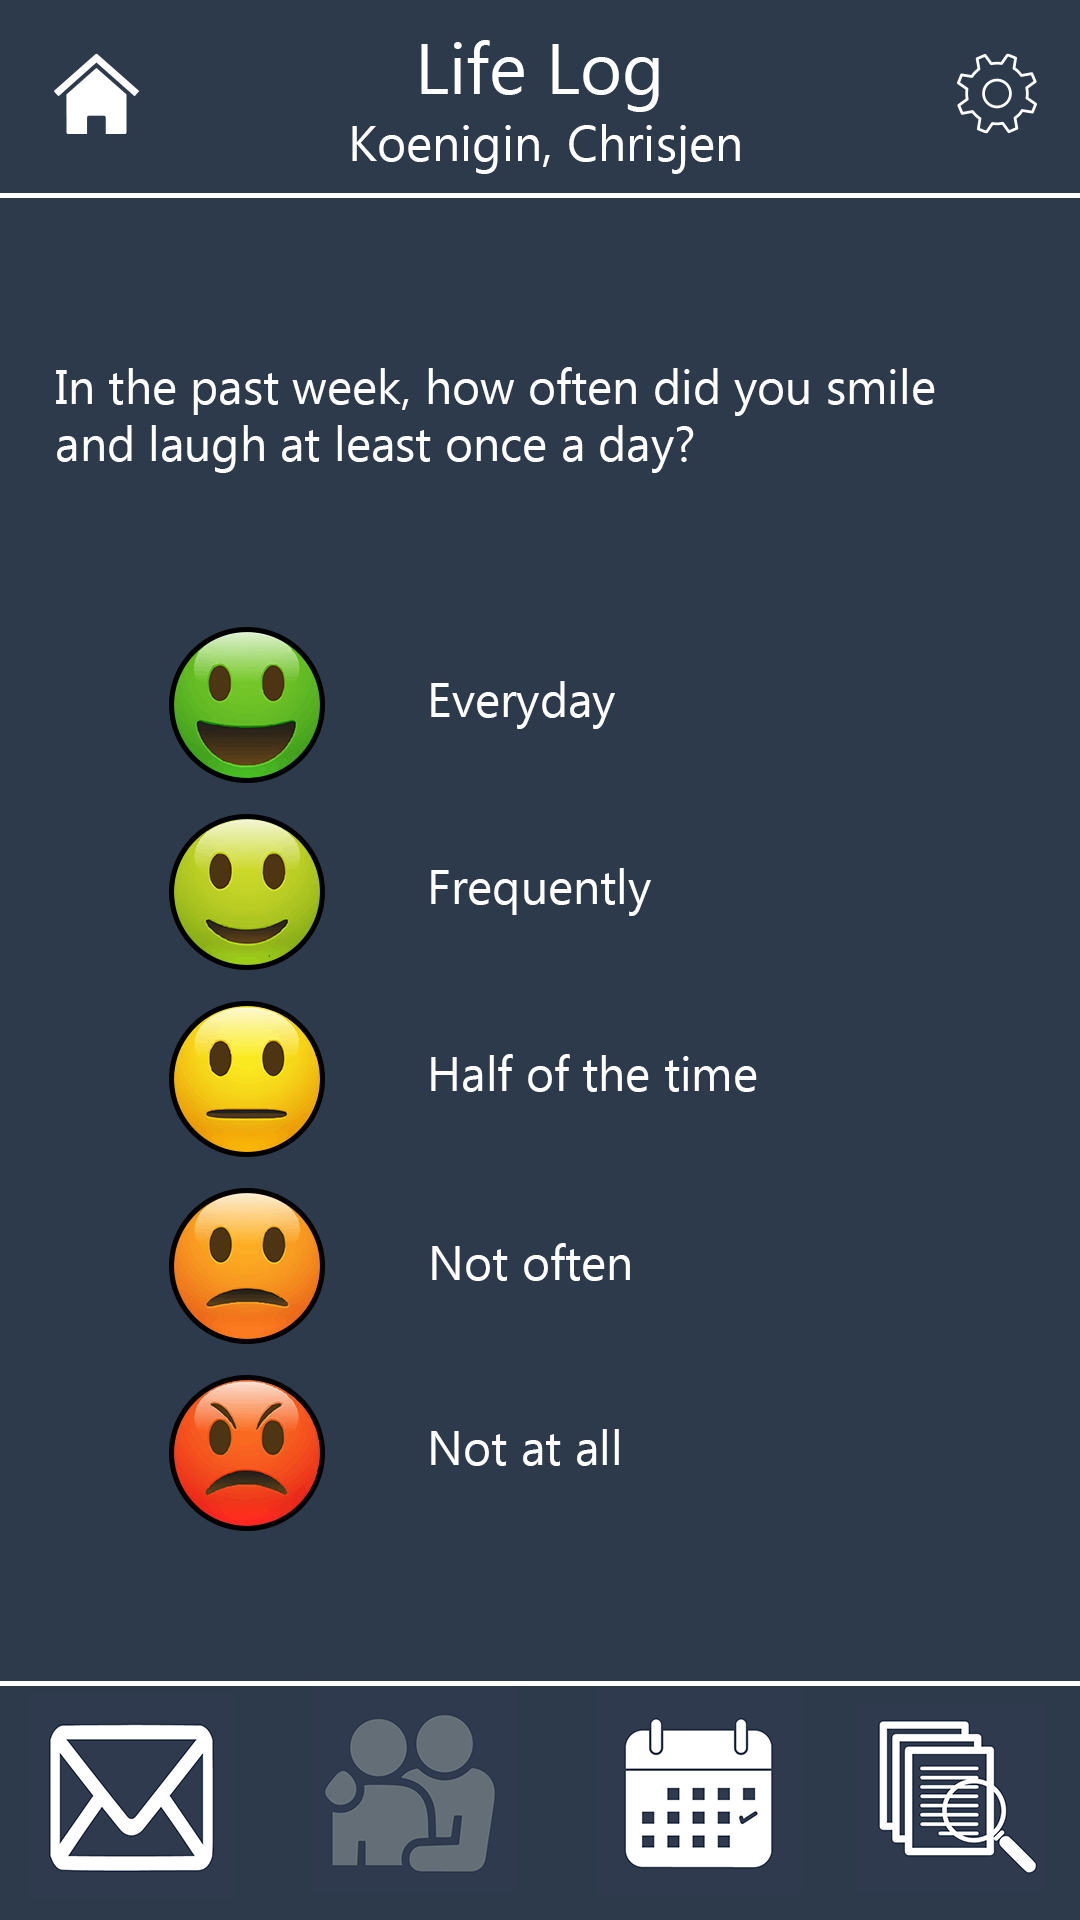 Life Log
Koenigin, Chrisjen
In the past week, how often did you smile
and laugh at least once a day?
Everyday
Frequently
Half of the time
Not often
Not at all